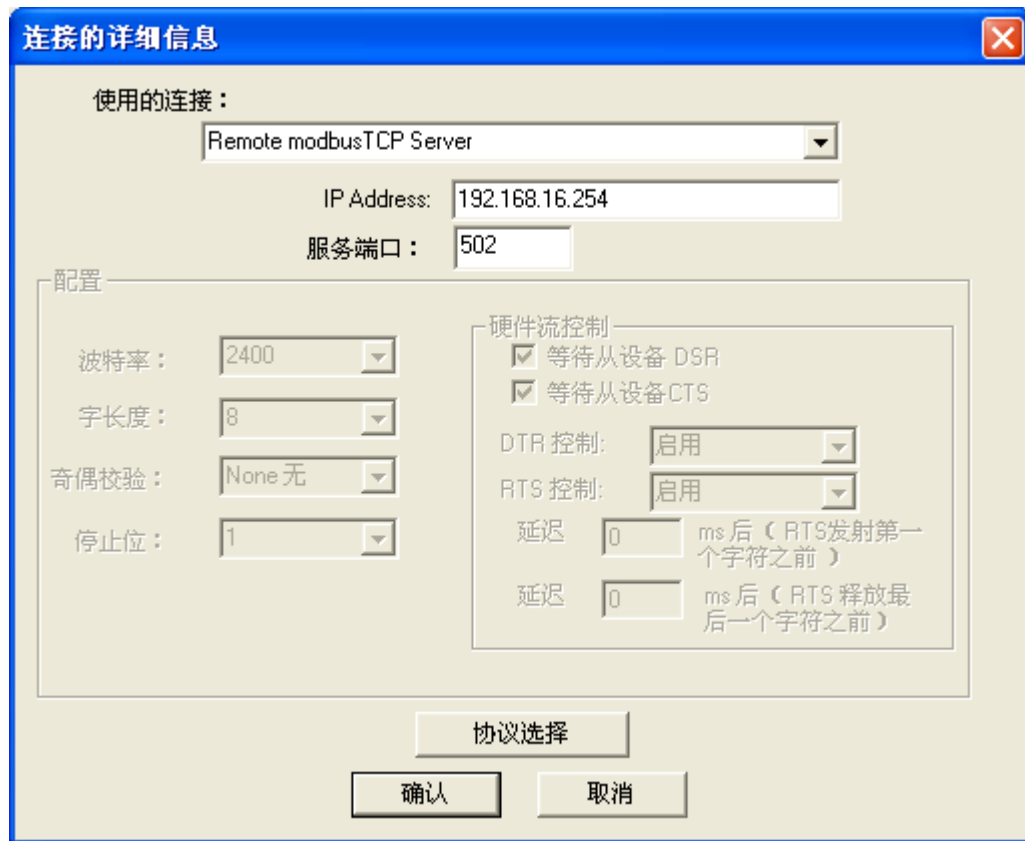 连接的详细信息
使用的连接：
Remote modbusTCP Server
IP Address: 192.168.16.254
服务端口： 502
配置
波特率： 2400
字长度： 8
奇偶校验： None 无
停止位： 1
硬件流控制
等待从设备 DSR
等待从设备CTS
DTR 控制: 启用
RTS 控制: 启用
延迟 0 ms 后（RTS发射第一
个字符之前）
延迟 0 ms 后（RTS 释放最
后一个字符之前）
协议选择
确认 取消